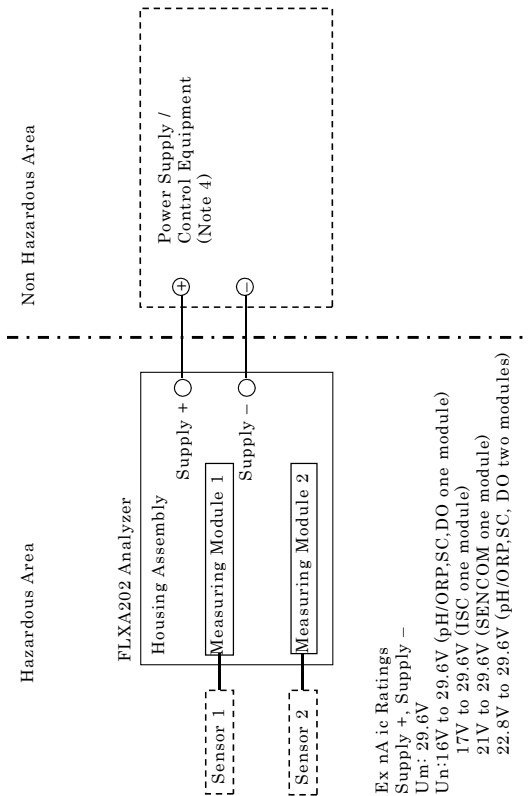 Hazardous Area
Non Hazardous Area
FLXA202 Analyzer
Housing Assembly
Supply +
Supply –
Measuring Module 1
Measuring Module 2
Sensor 1
Sensor 2
+
–
Power Supply /
Control Equipment
(Note 4)
Ex nA ic Ratings
Supply +, Supply –
Um: 29.6V
Un:16V to 29.6V (pH/ORP,SC,DO one module)
17V to 29.6V (ISC one module)
21V to 29.6V (SENCOM one module)
22.8V to 29.6V (pH/ORP,SC, DO two modules)